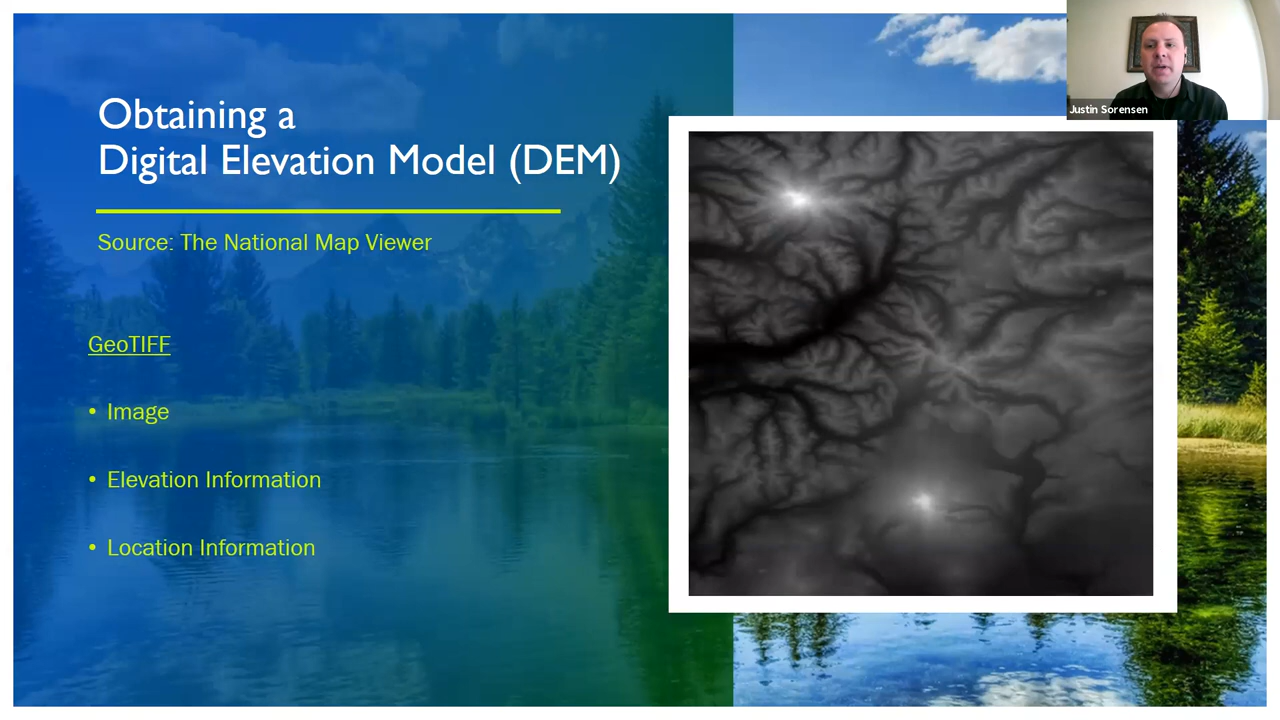 Obtaining a
Digital Elevation Model (DEM)
Source: The National Map Viewer
GeoTIFF
• Image
• Elevation Information
• Location Information
Justin Sorensen